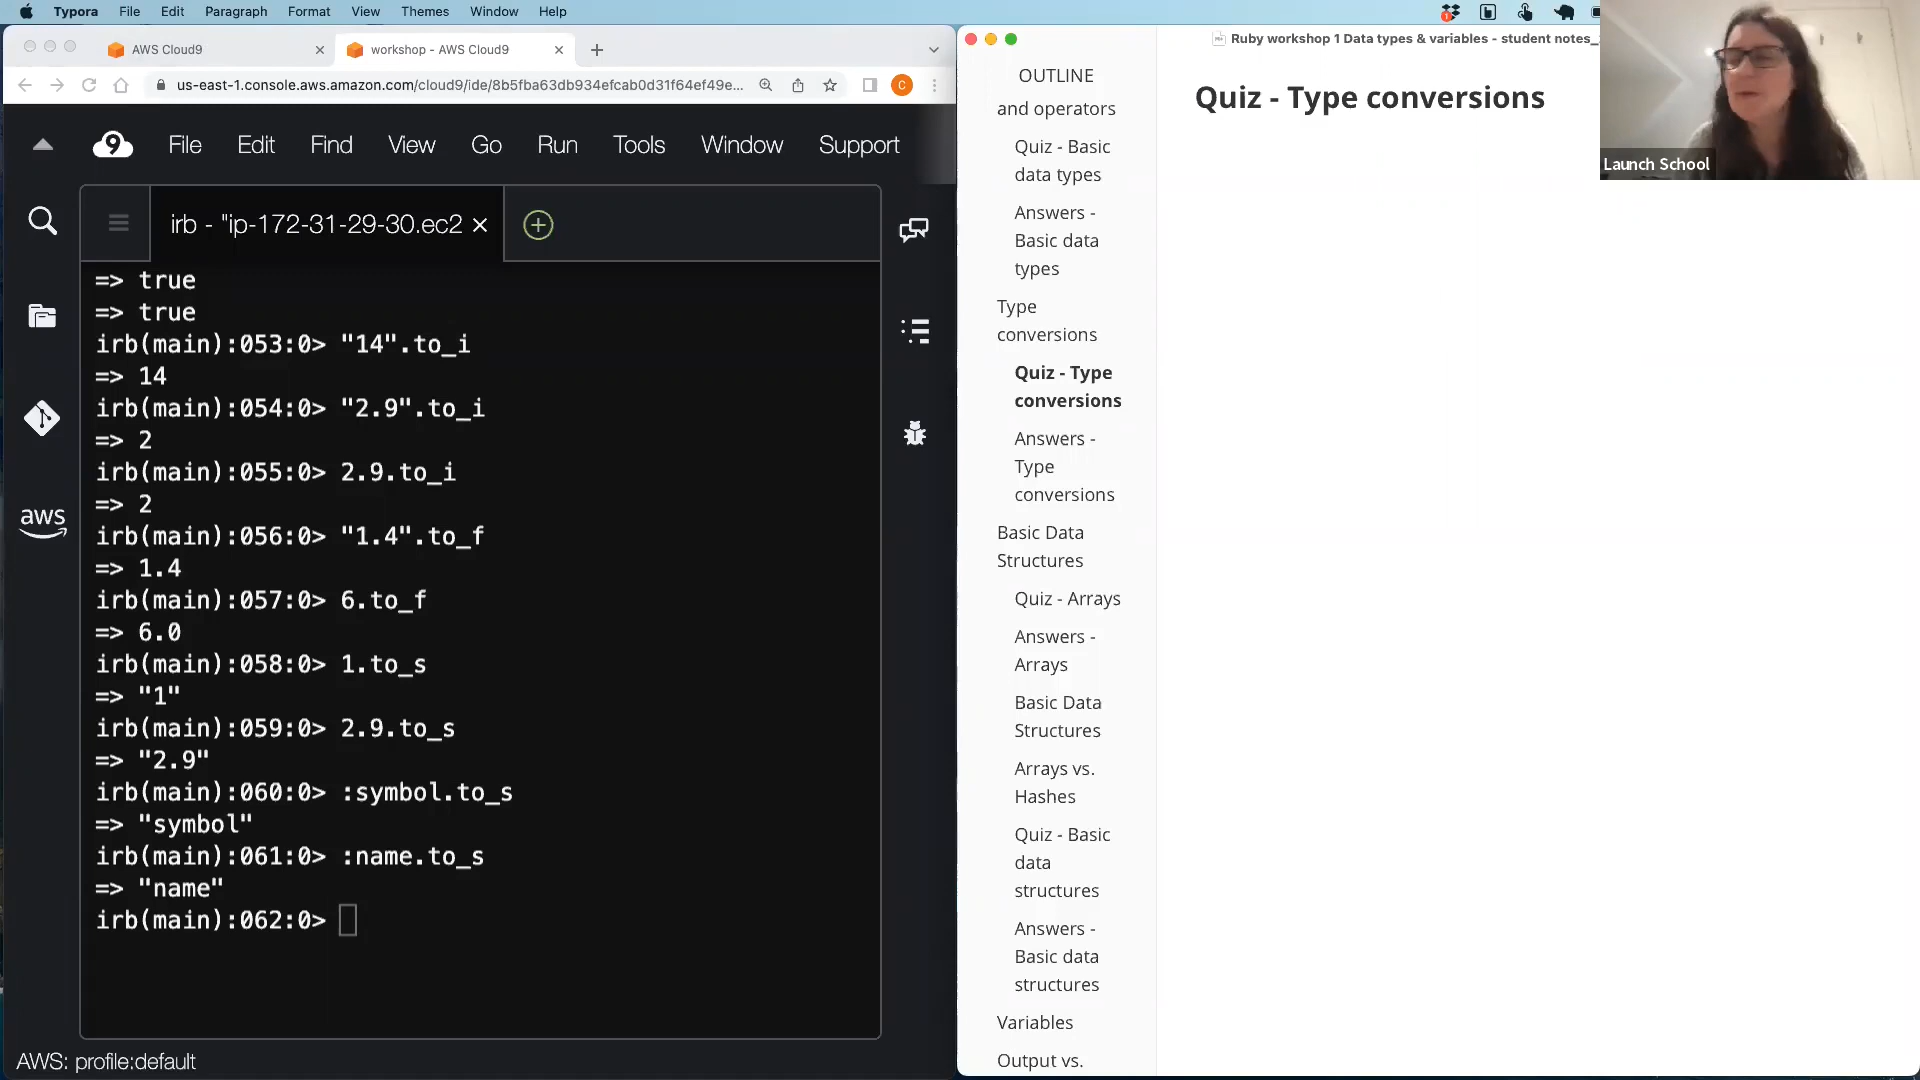 Typora File Edit Paragraph Format View Themes Window Help
AWS Cloud9
workshop - AWS Cloud9
us-east-1.console.aws.amazon.com/cloud9/ide/8b5fba63db934efcab0d31f64ef49e...
C
9 File Edit Find View Go Run Tools Window Support
irb - "ip-172-31-29-30.ec2
=> true
=> true
irb(main):053:0> "14".to_i
=> 14
irb(main):054:0> "2.9".to_i
=> 2
irb(main):055:0> 2.9.to_i
=> 2
irb(main):056:0> "1.4".to_f
=> 1.4
irb(main):057:0> 6.to_f
=> 6.0
irb(main):058:0> 1.to_s
=> "1"
irb(main):059:0> 2.9.to_s
=> "2.9"
irb(main):060:0> :symbol.to_s
=> "symbol"
irb(main):061:0> :name.to_s
=> "name"
irb(main):062:0>
aws
AWS: profile:default
Ruby workshop 1 Data types & variables - student notes_
OUTLINE
and operators
Quiz - Basic
data types
Answers -
Basic data
types
Type
conversions
Quiz - Type
conversions
Answers -
Type
conversions
Basic Data
Structures
Quiz - Arrays
Answers -
Arrays
Basic Data
Structures
Arrays vs.
Hashes
Quiz - Basic
data
structures
Answers -
Basic data
structures
Variables
Output vs.
Quiz - Type conversions
Launch School